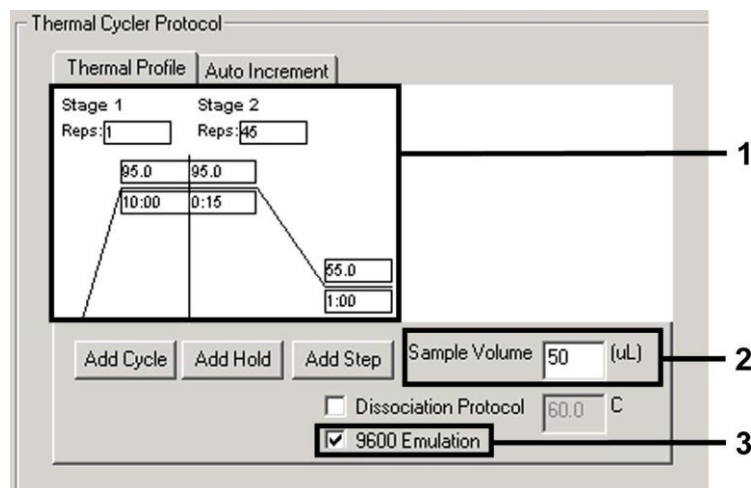 Thermal Cycler Protocol
Thermal Profile Auto Increment
Stage 1 Stage 2
Reps: 1 Reps: 45
1
95.0 95.0
10:00 0:15
55.0
1:00
Add Cycle Add Hold Add Step Sample Volume 50 (uL) 2
Dissociation Protocol 60.0 C
9600 Emulation 3